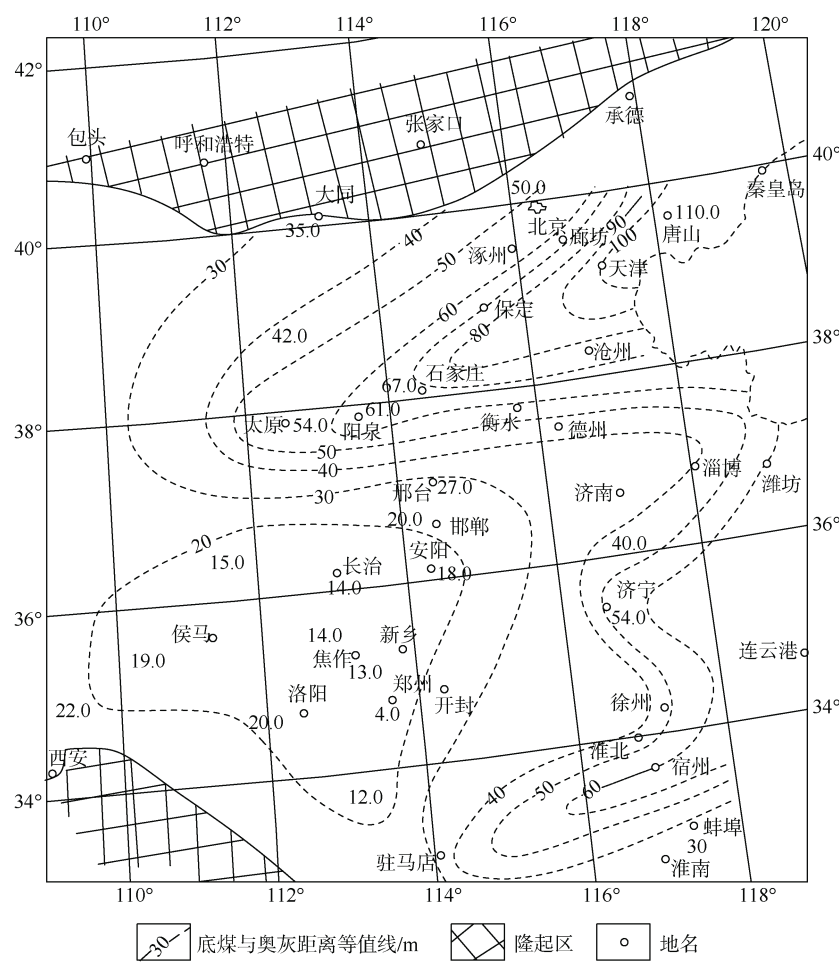 110° 112° 114° 116° 118° 120°
42°
承德
张家口
包头
呼和浩特
40°
秦皇岛
大同
50.0
35.0
北京
90
110.0
唐山
40
廊坊
100
40°
涿州
50
天津
30
60
保定
42.0
80
沧州
38°
石家庄
67.0
61.0
太原
54.0
阳泉
衡水
德州
38°
50
40
淄博
潍坊
30
邢台
27.0
济南
20.0
邯郸
36°
20
安阳
40.0
15.0
长治
18.0
14.0
济宁
36°
54.0
侯马
14.0
新乡
19.0
焦作
13.0
连云港
洛阳
郑州
开封
徐州
34°
22.0
20.0
4.0
淮北
西安
宿州
34°
12.0
40
50
60
蚌埠
30
驻马店
淮南
110° 112° 114° 116° 118°
30 底煤与奥灰距离等值线/m 隆起区 地名